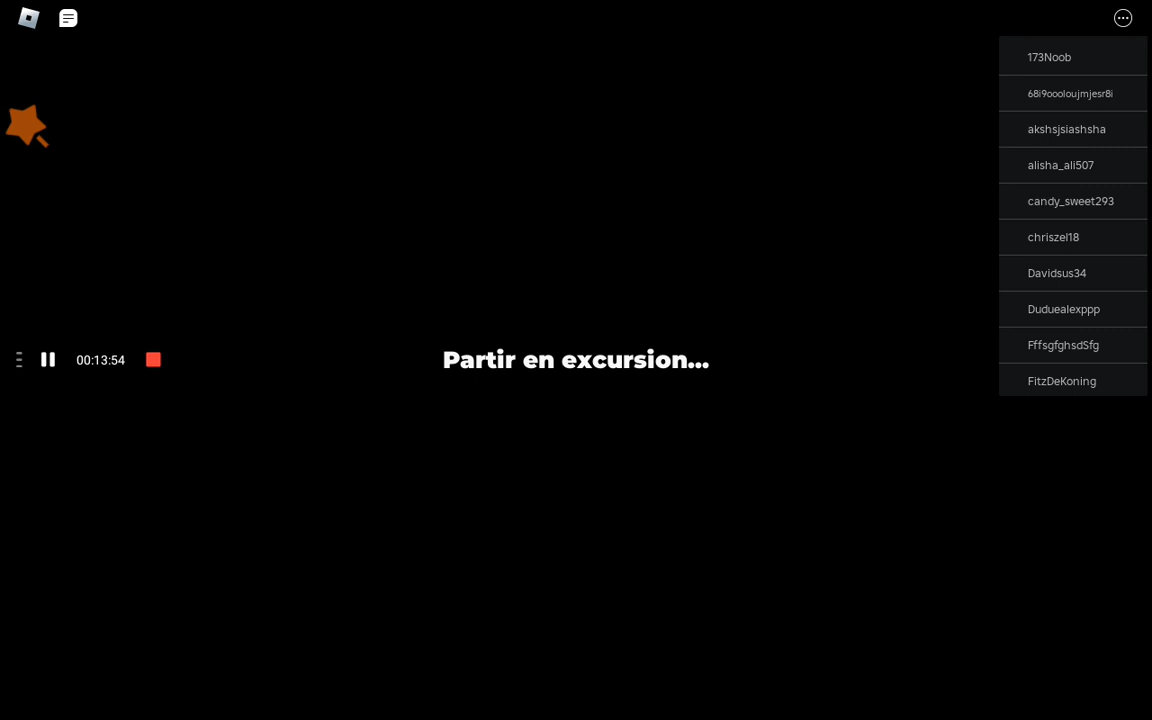 173Noob
68i9oooloujmjesr8i
akshsjsiashsha
alisha_ali507
candy_sweet293
chriszel18
Davidsus34
Duduealexppp
FffsgfghsdSfg
FitzDeKoning
00:13:54
Partir en excursion...